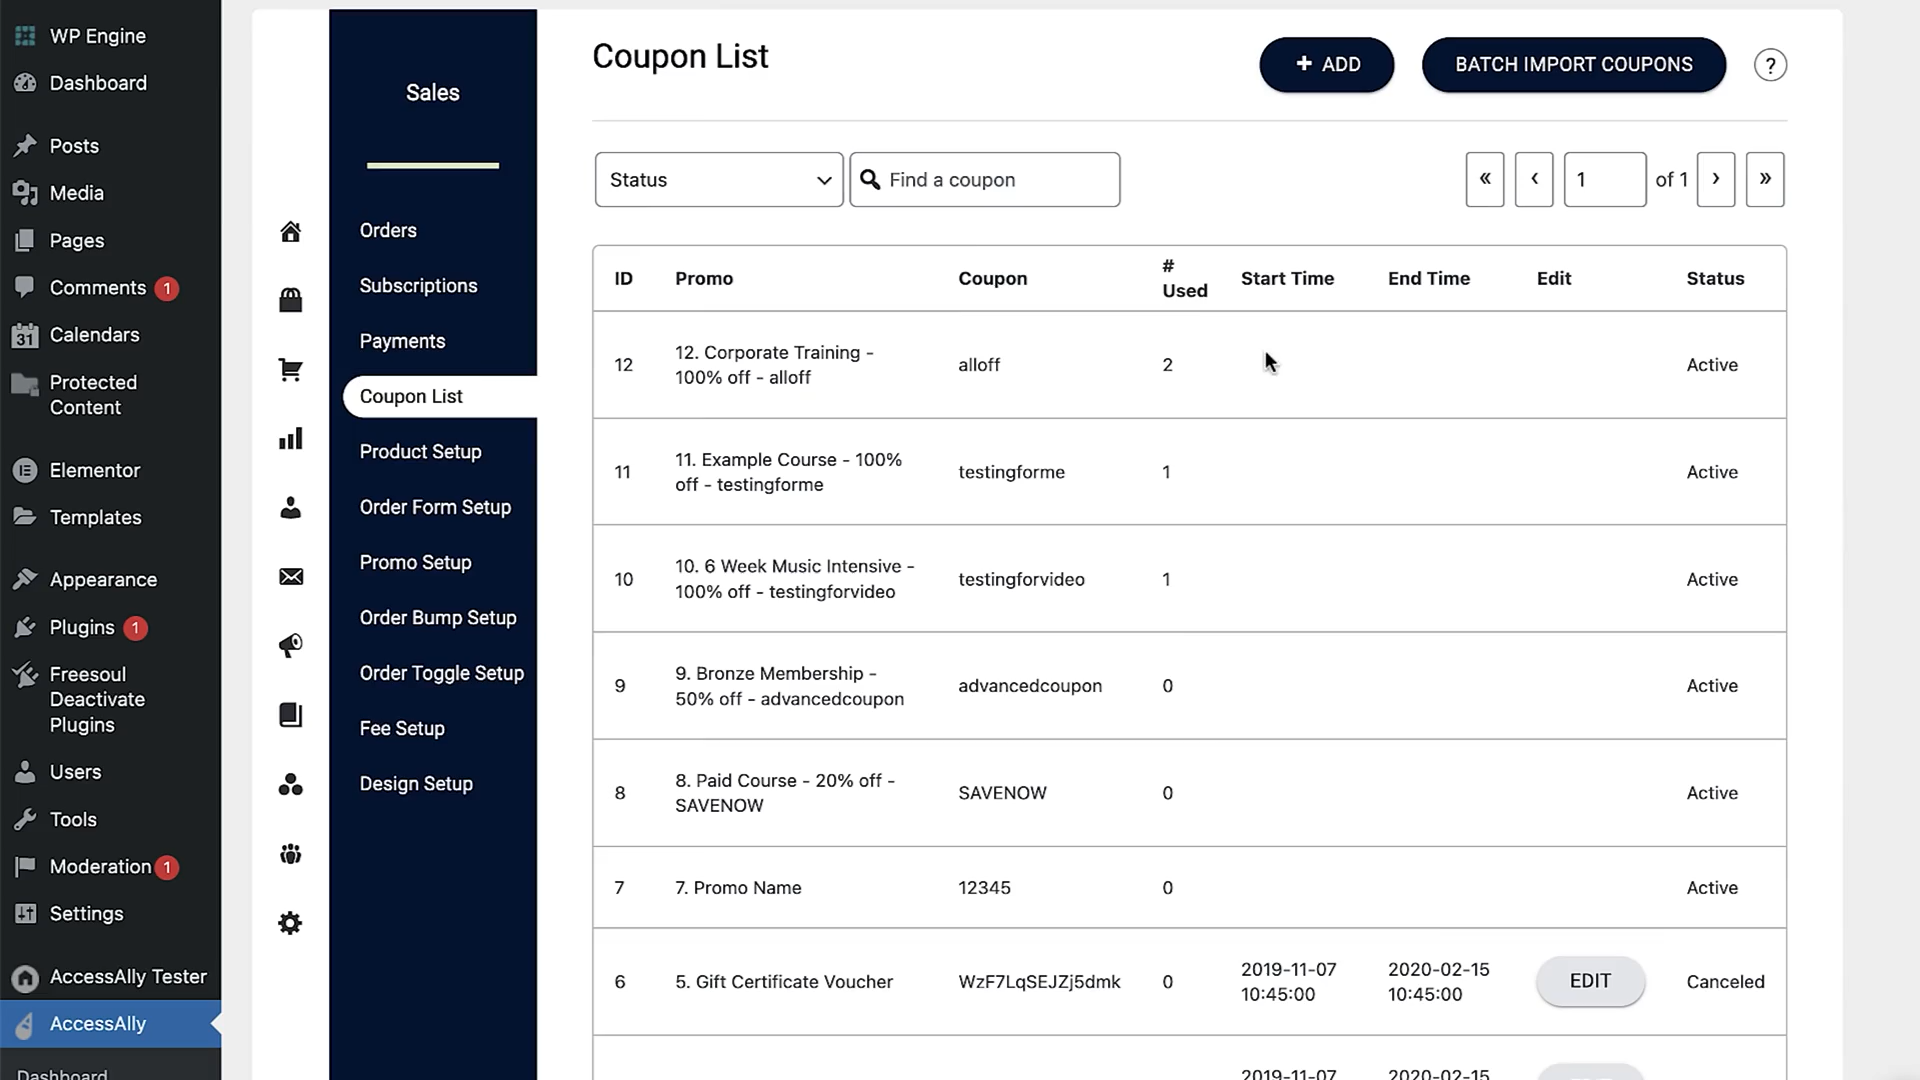 WP Engine
Dashboard
Posts
Media
Pages
Comments 1
31 Calendars
Protected
Content
Elementor
Templates
Appearance
Plugins 1
Freesoul
Deactivate
Plugins
Users
Tools
Moderation 1
Settings
AccessAlly Tester
AccessAlly
Dashboard
Sales
Orders
Subscriptions
Payments
Coupon List
Product Setup
Order Form Setup
Promo Setup
Order Bump Setup
Order Toggle Setup
Fee Setup
Design Setup
Coupon List
+ ADD
BATCH IMPORT COUPONS
?
Status
Find a coupon
« ‹ 1 of 1 › »
ID Promo Coupon # Used Start Time End Time Edit Status
12 12. Corporate Training - alloff 2 Active
100% off - alloff
11 11. Example Course - 100% testingforme 1 Active
off - testingforme
10 10. 6 Week Music Intensive - testingforvideo 1 Active
100% off - testingforvideo
9 9. Bronze Membership - advancedcoupon 0 Active
50% off - advancedcoupon
8 8. Paid Course - 20% off - SAVENOW 0 Active
SAVENOW
7 7. Promo Name 12345 0 Active
6 5. Gift Certificate Voucher WzF7LqSEJZj5dmk 0 2019-11-07 2020-02-15 EDIT Canceled
10:45:00 10:45:00
2019-11-07 2020-02-15